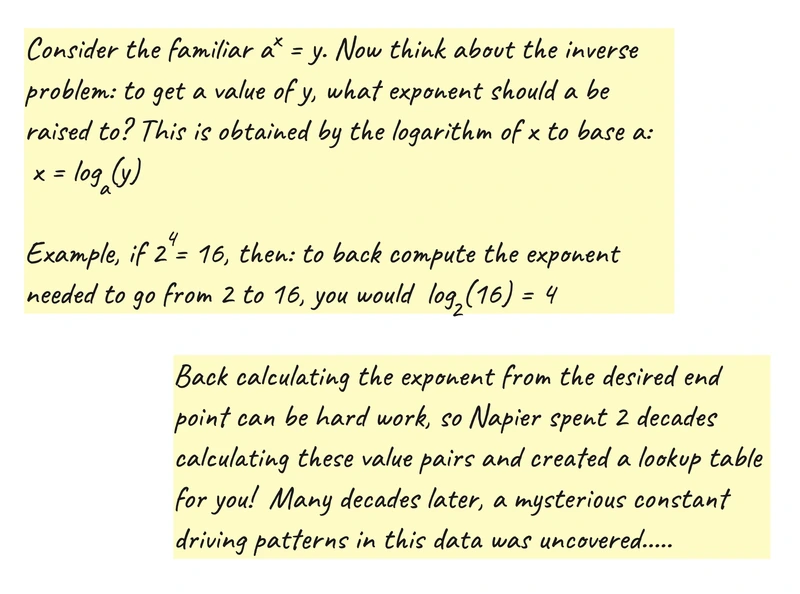 Consider the familiar aˣ = y. Now think about the inverse
problem: to get a value of y, what exponent should a be
raised to? This is obtained by the logarithm of x to base a:
x = logₐ(y)
Example, if 2⁴ = 16, then: to back compute the exponent
needed to go from 2 to 16, you would log₂(16) = 4
Back calculating the exponent from the desired end
point can be hard work, so Napier spent 2 decades
calculating these value pairs and created a lookup table
for you! Many decades later, a mysterious constant
driving patterns in this data was uncovered.....